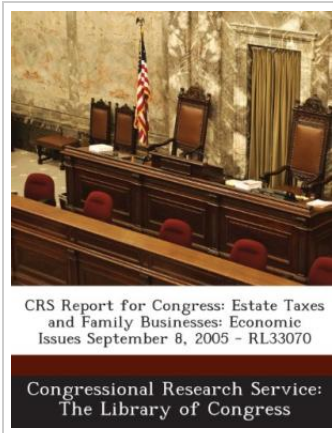 CRS Report for Congress: Estate Taxes
and Family Businesses: Economic
Issues September 8, 2005 - RL33070
Congressional Research Service:
The Library of Congress